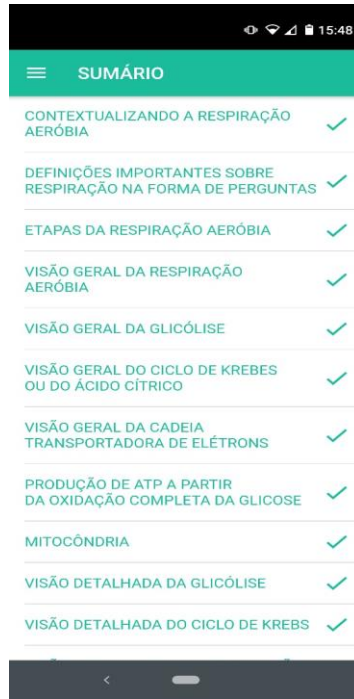 15:48
SUMÁRIO
CONTEXTUALIZANDO A RESPIRAÇÃO
AERÓBIA
DEFINIÇÕES IMPORTANTES SOBRE
RESPIRAÇÃO NA FORMA DE PERGUNTAS
ETAPAS DA RESPIRAÇÃO AERÓBIA
VISÃO GERAL DA RESPIRAÇÃO
AERÓBIA
VISÃO GERAL DA GLICÓLISE
VISÃO GERAL DO CICLO DE KREBES
OU DO ÁCIDO CÍTRICO
VISÃO GERAL DA CADEIA
TRANSPORTADORA DE ELÉTRONS
PRODUÇÃO DE ATP A PARTIR
DA OXIDAÇÃO COMPLETA DA GLICOSE
MITOCÔNDRIA
VISÃO DETALHADA DA GLICÓLISE
VISÃO DETALHADA DO CICLO DE KREBS